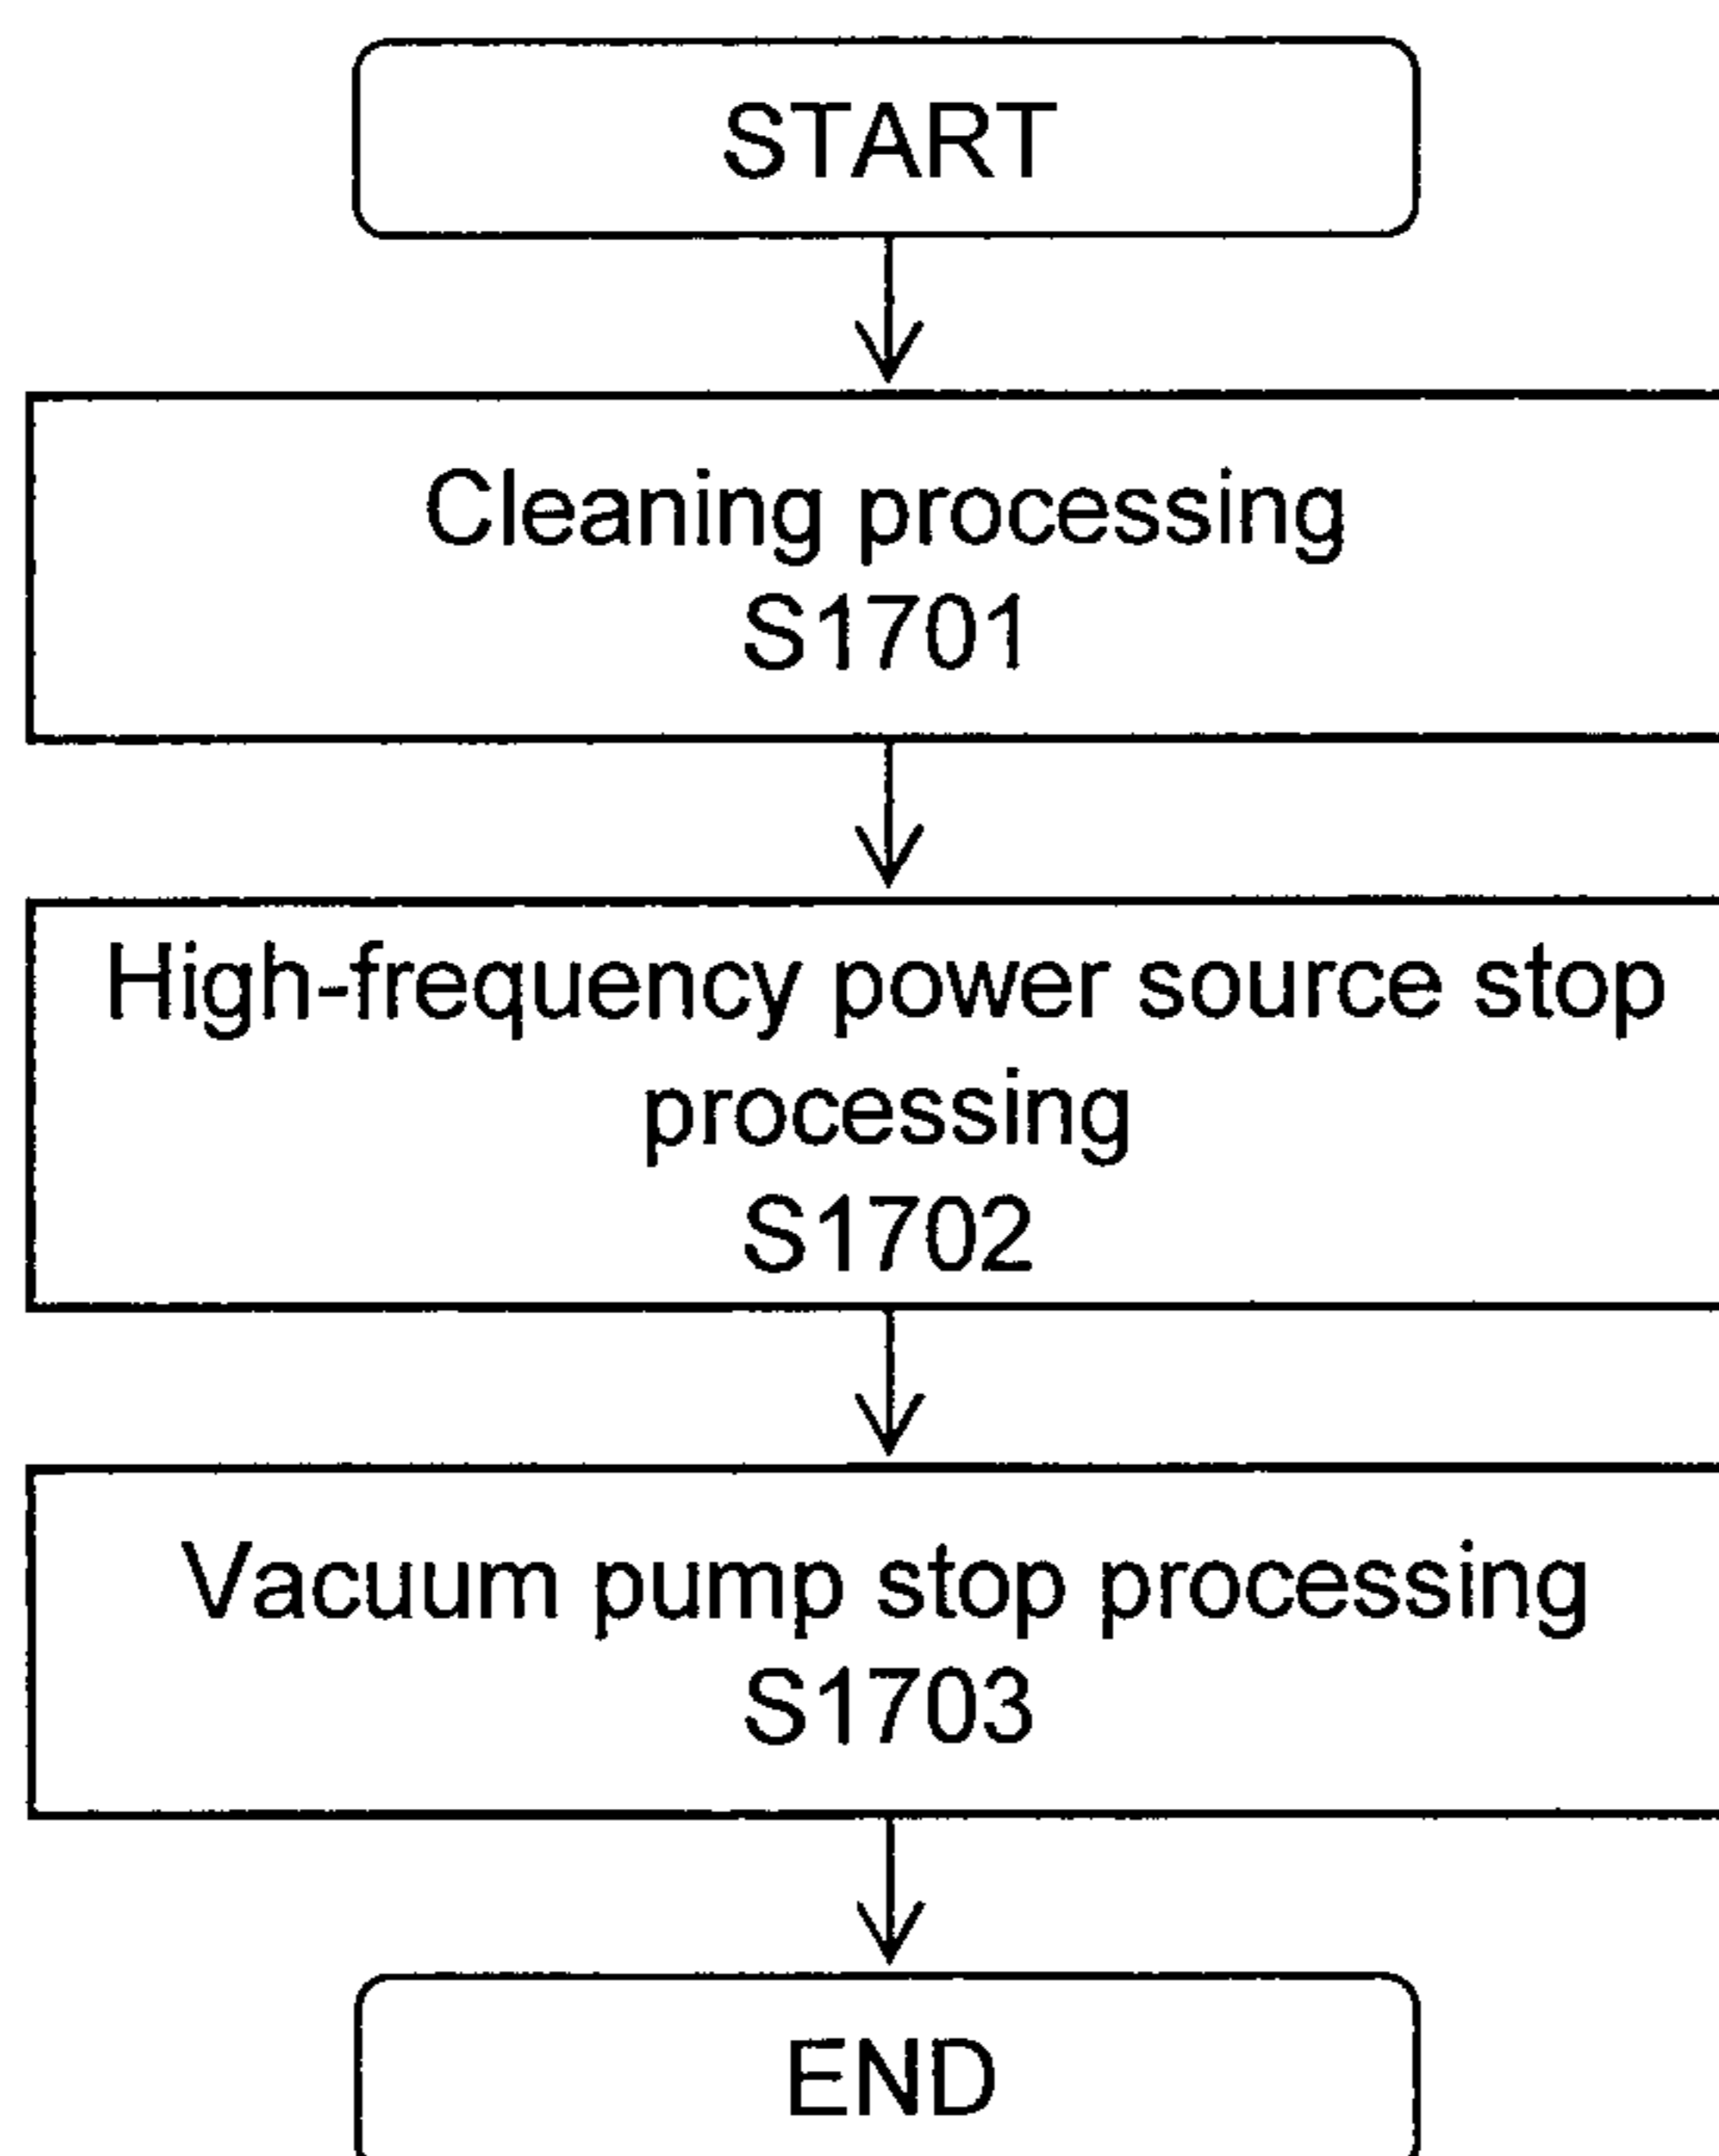 START
Cleaning processing
S1701
High-frequency power source stop
processing
S1702
Vacuum pump stop processing
S1703
END